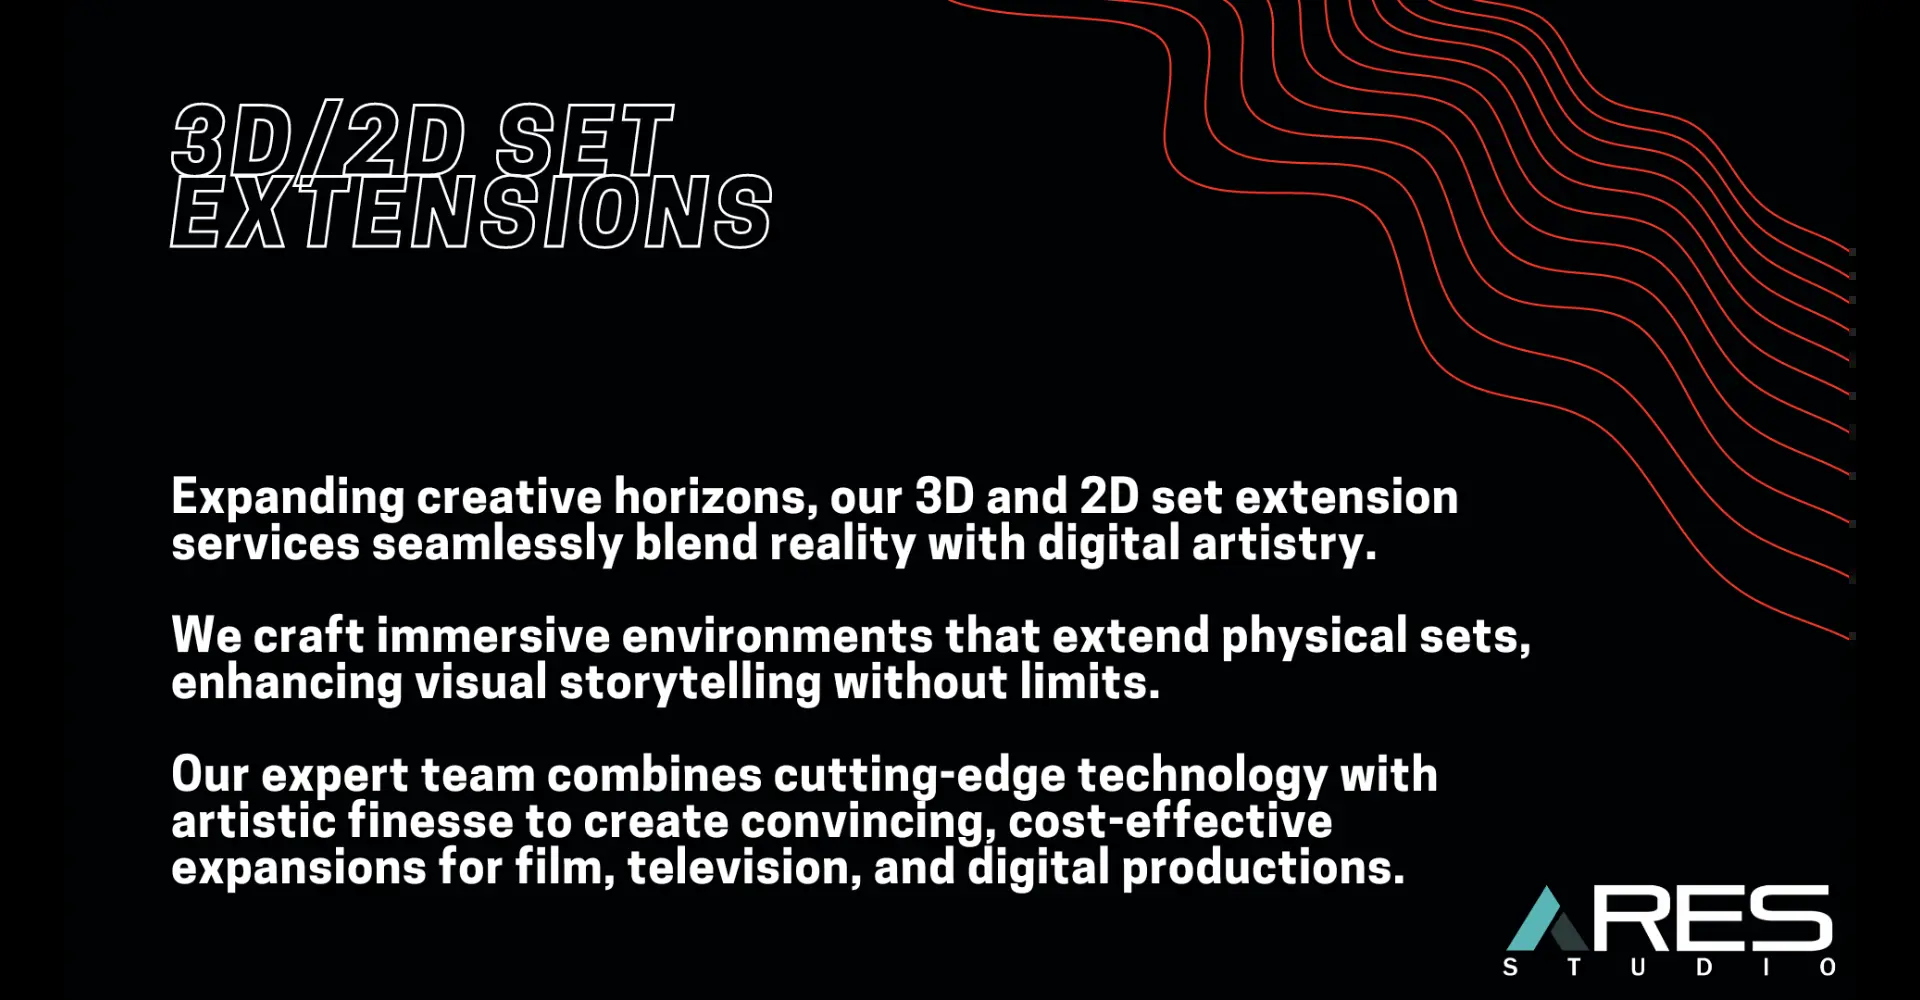 3D/2D SET
EXTENSIONS
Expanding creative horizons, our 3D and 2D set extension
services seamlessly blend reality with digital artistry.
We craft immersive environments that extend physical sets,
enhancing visual storytelling without limits.
Our expert team combines cutting-edge technology with
artistic finesse to create convincing, cost-effective
expansions for film, television, and digital productions.
ARES
STUDIO